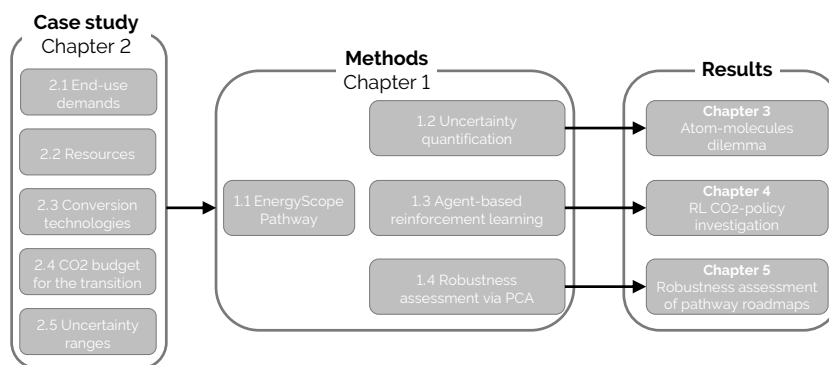 Case study
Chapter 2
2.1 End-use
demands
2.2 Resources
2.3 Conversion
technologies
2.4 CO2 budget
for the transition
2.5 Uncertainty
ranges
Methods
Chapter 1
1.1 EnergyScope
Pathway
1.2 Uncertainty
quantification
1.3 Agent-based
reinforcement learning
1.4 Robustness
assessment via PCA
Results
Chapter 3
Atom-molecules
dilemma
Chapter 4
RL CO2-policy
investigation
Chapter 5
Robustness assessment
of pathway roadmaps